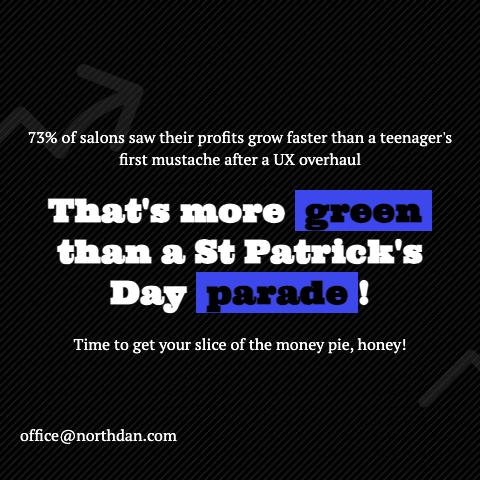 73% of salons saw their profits grow faster than a teenager's
first mustache after a UX overhaul
That's more green
than a St Patrick's
Day parade!
Time to get your slice of the money pie, honey!
office@northdan.com